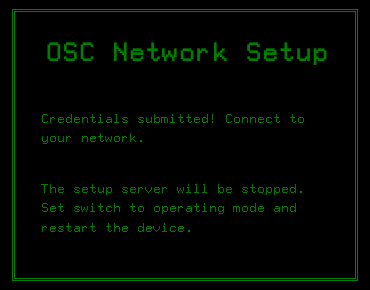 OSC Network Setup
Credentials submitted! Connect to
your network.
The setup server will be stopped.
Set switch to operating mode and
restart the device.